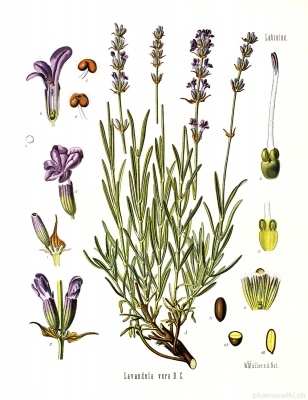 Labiatae.
Lavandula vera D.C.
W. Müller n. d. Nat.
pharmawiki.ch